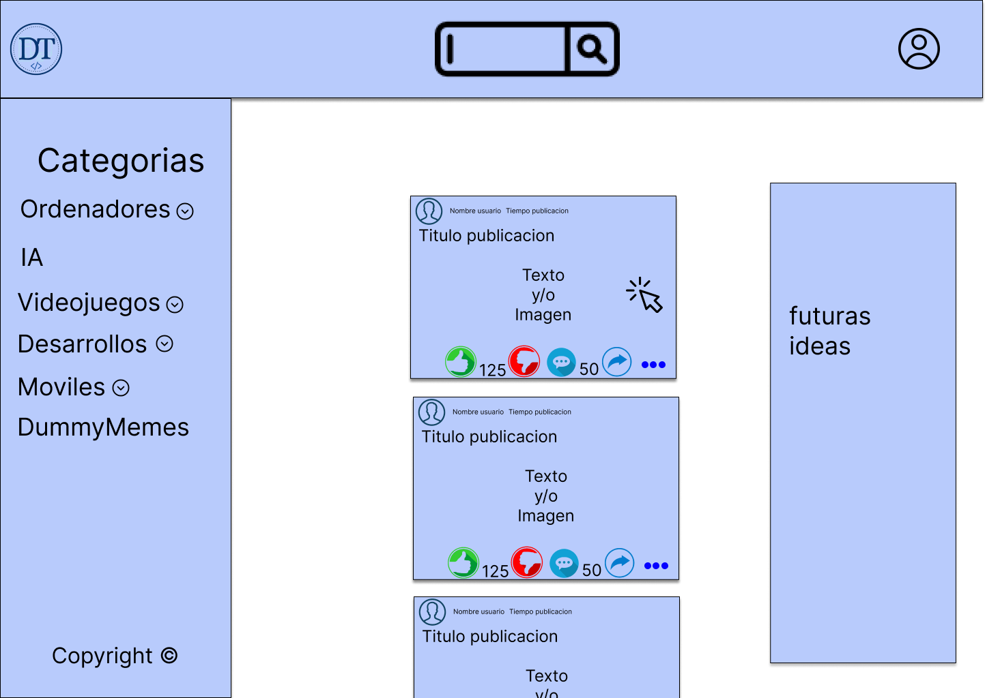 DT
</>
Categorias
Ordenadores
IA
Videojuegos
Desarrollos
Moviles
DummyMemes
Copyright ©
Nombre usuario Tiempo publicacion
Titulo publicacion
Texto
y/o
Imagen
125 50
Nombre usuario Tiempo publicacion
Titulo publicacion
Texto
y/o
Imagen
125 50
Nombre usuario Tiempo publicacion
Titulo publicacion
Texto
y/o
futuras
ideas